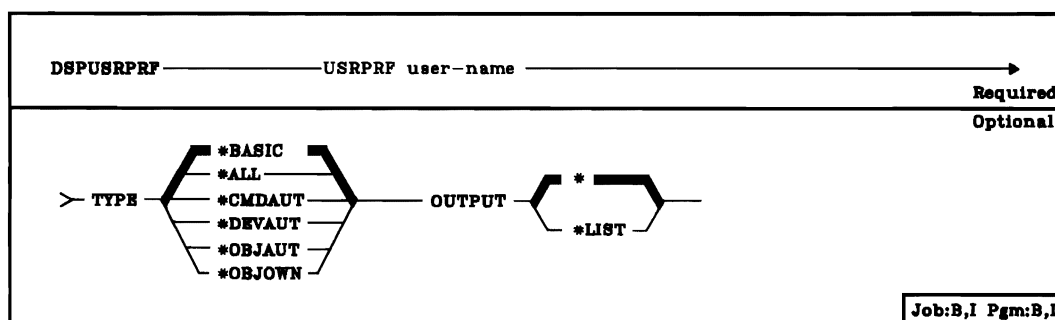 DSPUSRPRF USRPRF user-name
Required
Optional
*BASIC
*ALL
TYPE *CMDAUT OUTPUT *
*DEVAUT *LIST
*OBJAUT
*OBJOWN
Job:B,I Pgm:B,I